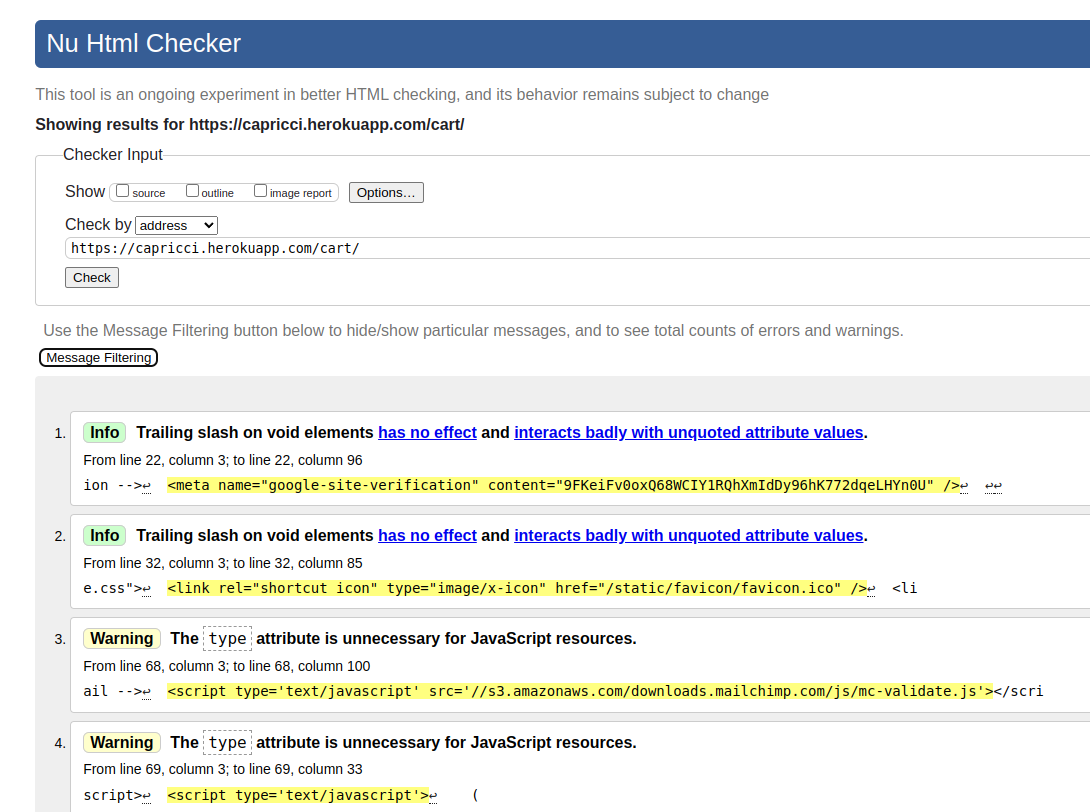 Nu Html Checker
This tool is an ongoing experiment in better HTML checking, and its behavior remains subject to change
Showing results for https://capricci.herokuapp.com/cart/
Checker Input
Show source outline image report Options…
Check by address
https://capricci.herokuapp.com/cart/
Check
Use the Message Filtering button below to hide/show particular messages, and to see total counts of errors and warnings.
Message Filtering
1. Info Trailing slash on void elements has no effect and interacts badly with unquoted attribute values.
From line 22, column 3; to line 22, column 96
ion -->↩ <meta name="google-site-verification" content="9FKeiFv0oxQ68WCIY1RQhXmIdDy96hK772dqeLHYn0U" />↩ ↩↩
2. Info Trailing slash on void elements has no effect and interacts badly with unquoted attribute values.
From line 32, column 3; to line 32, column 85
e.css">↩ <link rel="shortcut icon" type="image/x-icon" href="/static/favicon/favicon.ico" />↩ <li
3. Warning The type attribute is unnecessary for JavaScript resources.
From line 68, column 3; to line 68, column 100
ail -->↩ <script type='text/javascript' src='//s3.amazonaws.com/downloads.mailchimp.com/js/mc-validate.js'></scri
4. Warning The type attribute is unnecessary for JavaScript resources.
From line 69, column 3; to line 69, column 33
script>↩ <script type='text/javascript'>↩ (